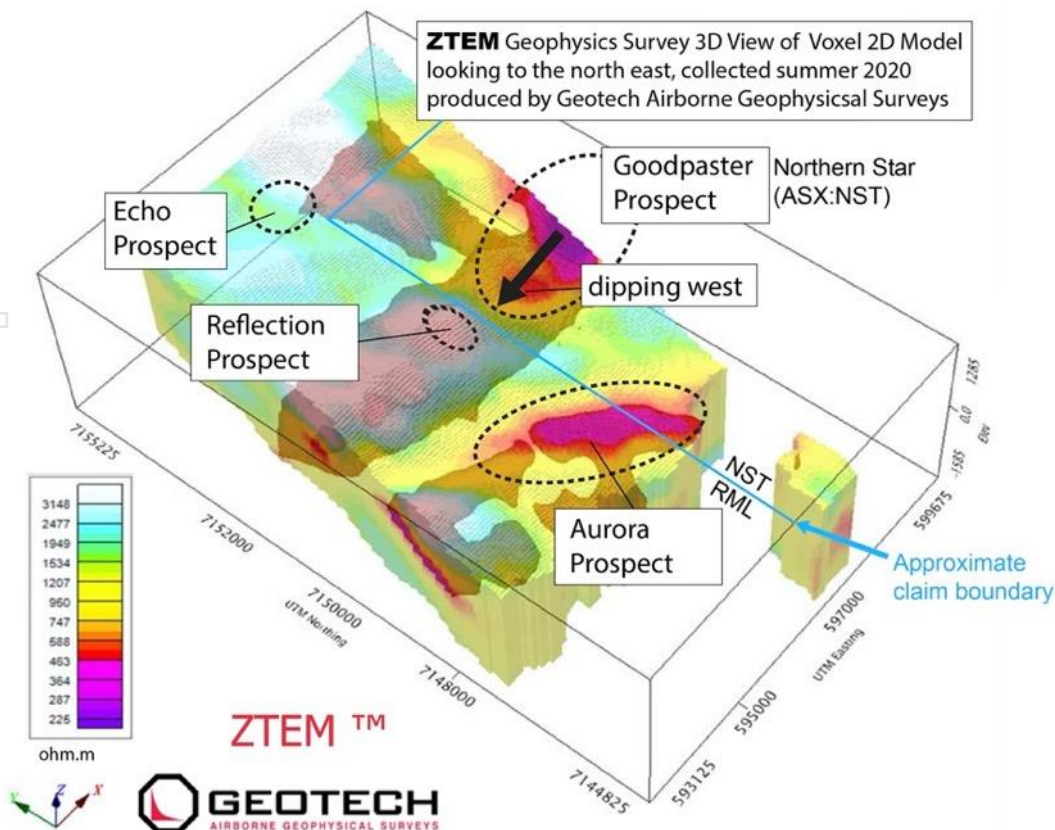 ZTEM Geophysics Survey 3D View of Voxel 2D Model
looking to the north east, collected summer 2020
produced by Geotech Airborne Geophysicsal Surveys
Goodpaster
Prospect
Northern Star
(ASX:NST)
Echo
Prospect
dipping west
Reflection
Prospect
Aurora
Prospect
NST
RML
Approximate
claim boundary
1285
0.0
-1585
Elev
7155225
7152000
7150000
7148000
7144825
UTM Northing
593125
595000
597000
599675
UTM Easting
3148
2477
1949
1534
1207
950
747
588
463
364
287
226
ohm.m
Y
Z
X
ZTEM ™
GEOTECH
AIRBORNE GEOPHYSICAL SURVEYS